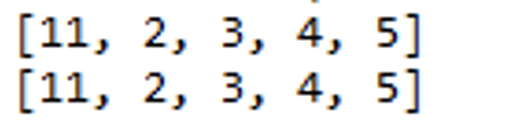 [11, 2, 3, 4, 5]
[11, 2, 3, 4, 5]